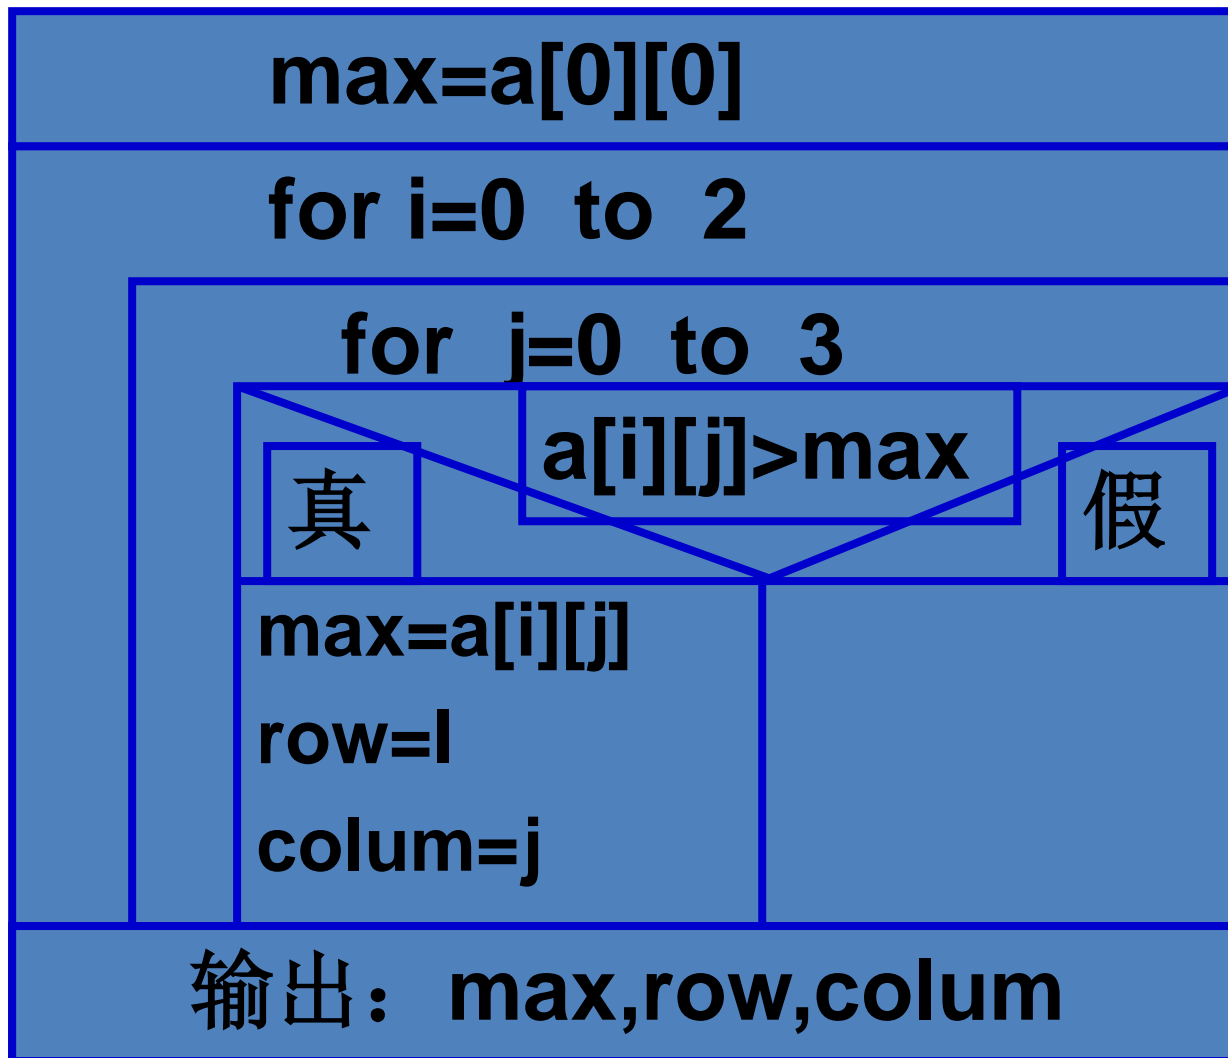 max=a[0][0]
for i=0 to 2
for j=0 to 3
a[i][j]>max
真
假
max=a[i][j]
row=I
colum=j
输出：max,row,colum